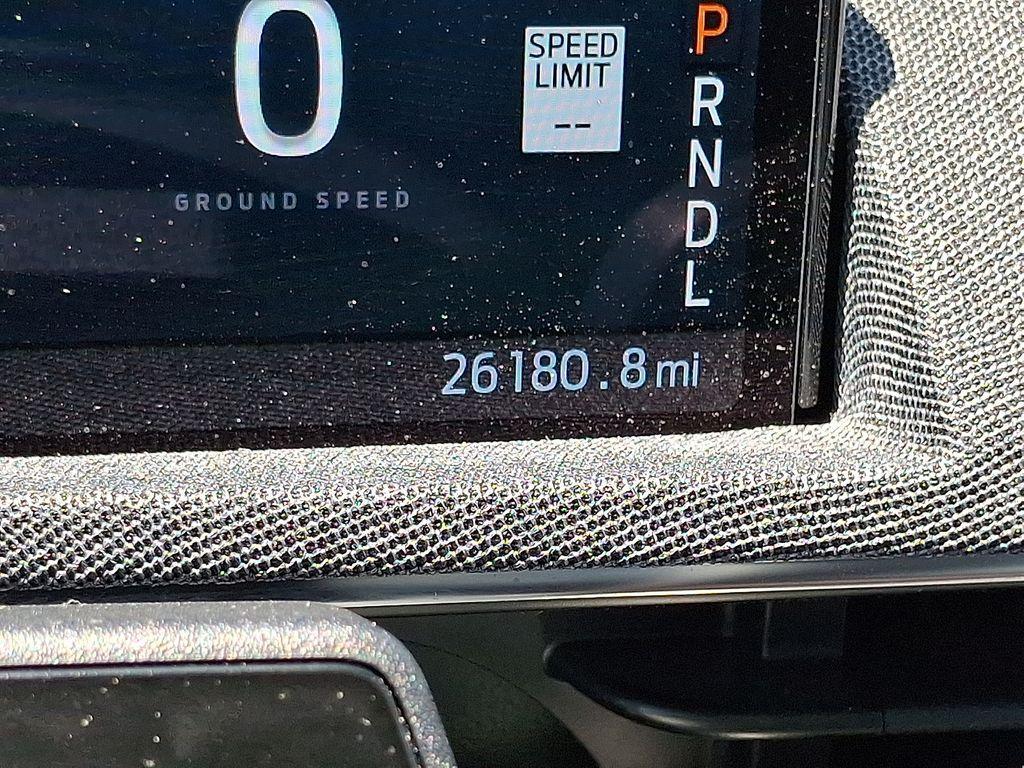 0
GROUND SPEED
SPEED
LIMIT
--
P
R
N
D
L
26180.8 mi